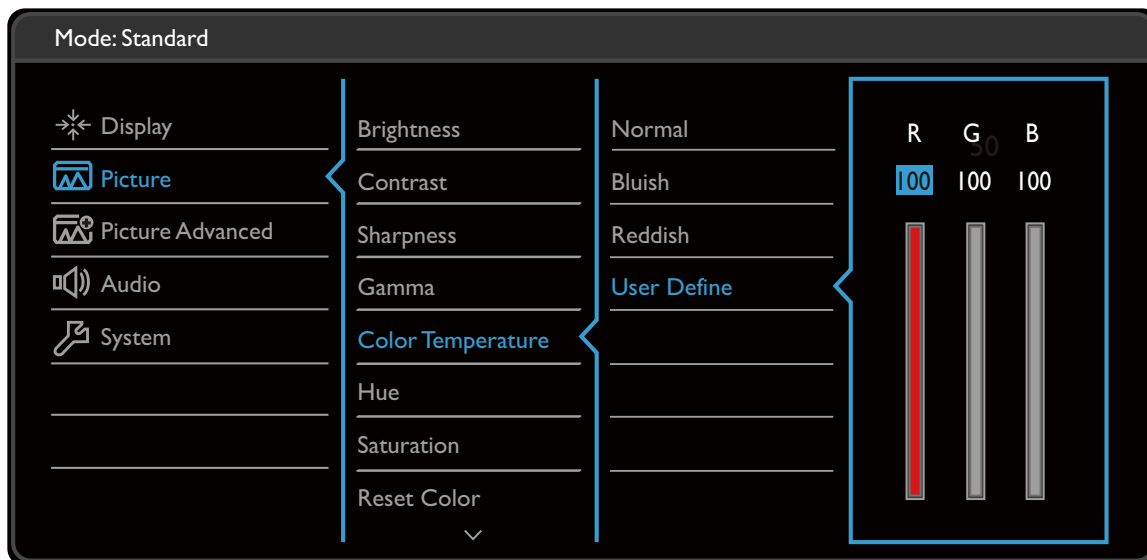 Mode: Standard
Display
Picture
Picture Advanced
Audio
System
Brightness
Contrast
Sharpness
Gamma
Color Temperature
Hue
Saturation
Reset Color
Normal
Bluish
Reddish
User Define
R G B
50
100 100 100